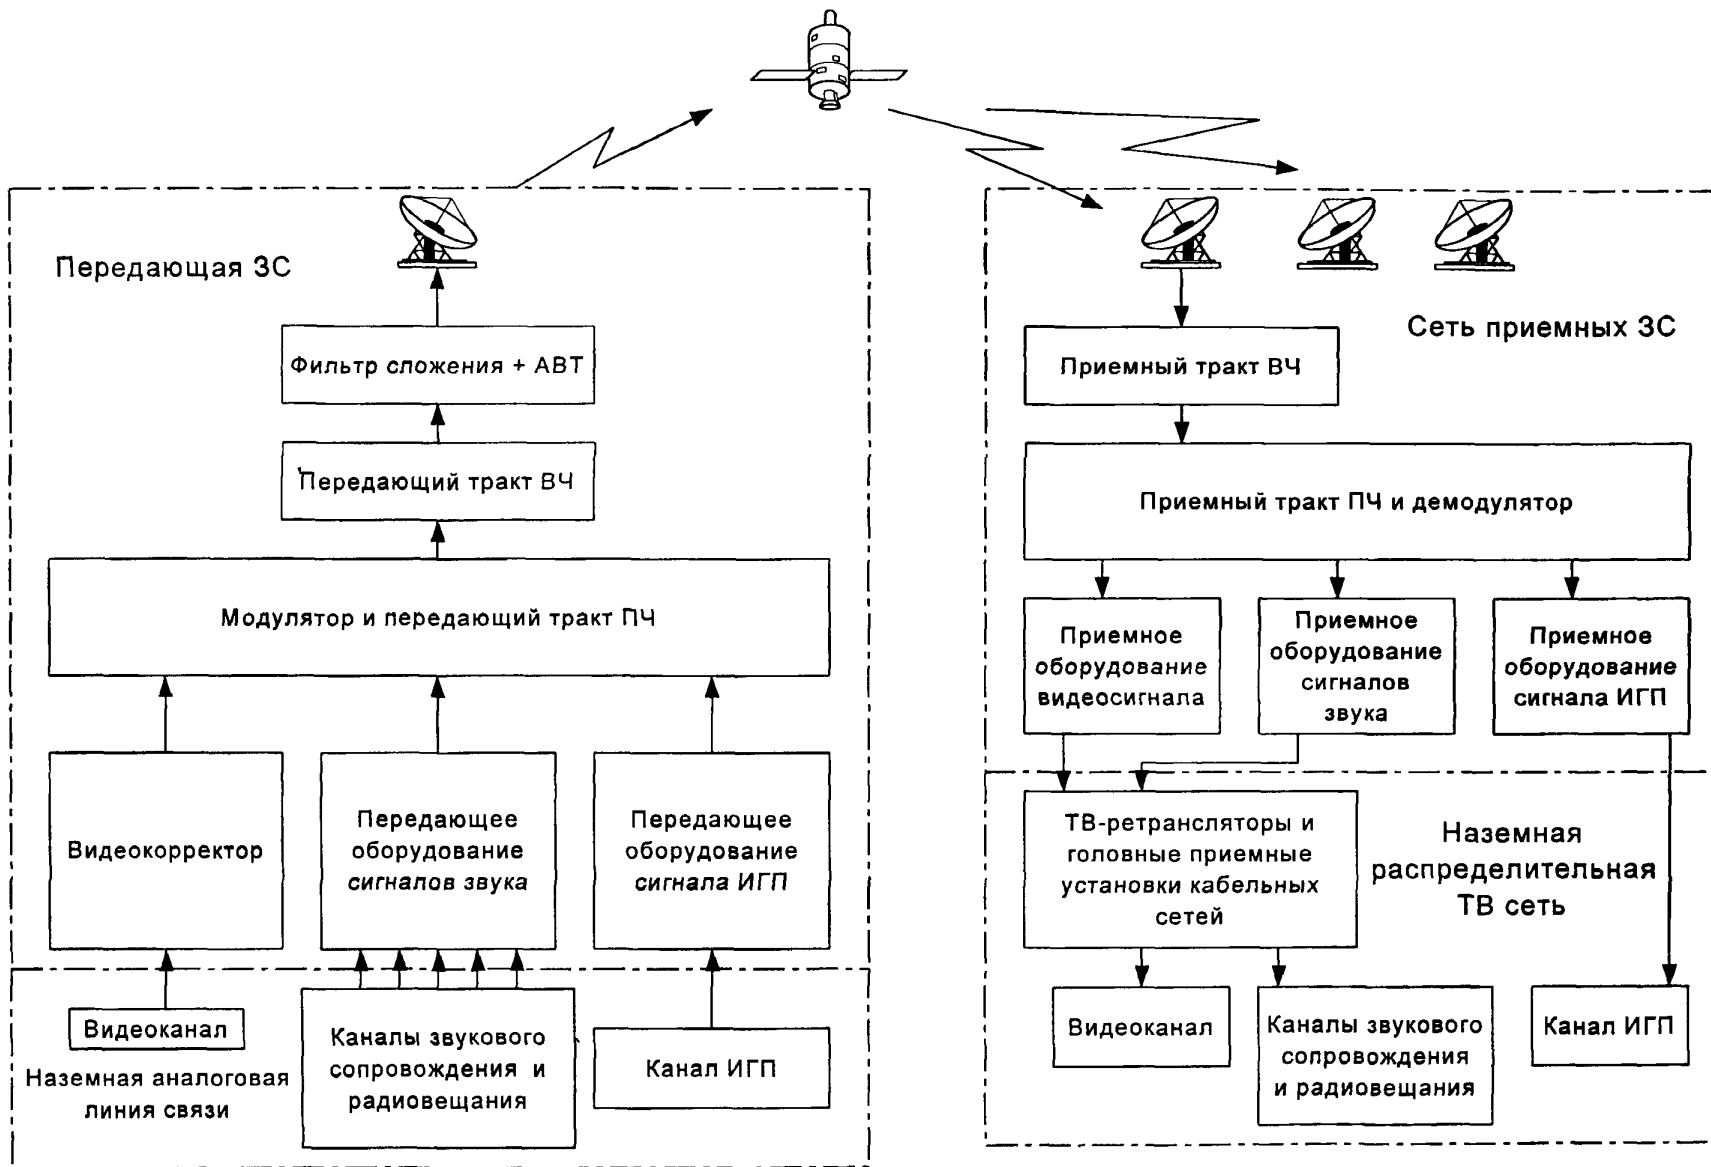 Передающая ЗС
Фильтр сложения + АВТ
Передающий тракт ВЧ
Модулятор и передающий тракт ПЧ
Видеокорректор
Передающее
оборудование
сигналов звука
Передающее
оборудование
сигнала ИГП
Видеоканал
Наземная аналоговая
линия связи
Каналы звукового
сопровождения и
радиовещания
Канал ИГП
Сеть приемных ЗС
Приемный тракт ВЧ
Приемный тракт ПЧ и демодулятор
Приемное
оборудование
видеосигнала
Приемное
оборудование
сигналов
звука
Приемное
оборудование
сигнала ИГП
ТВ-ретрансляторы и
головные приемные
установки кабельных
сетей
Наземная
распределительная
ТВ сеть
Видеоканал
Каналы звукового
сопровождения
и радиовещания
Канал ИГП